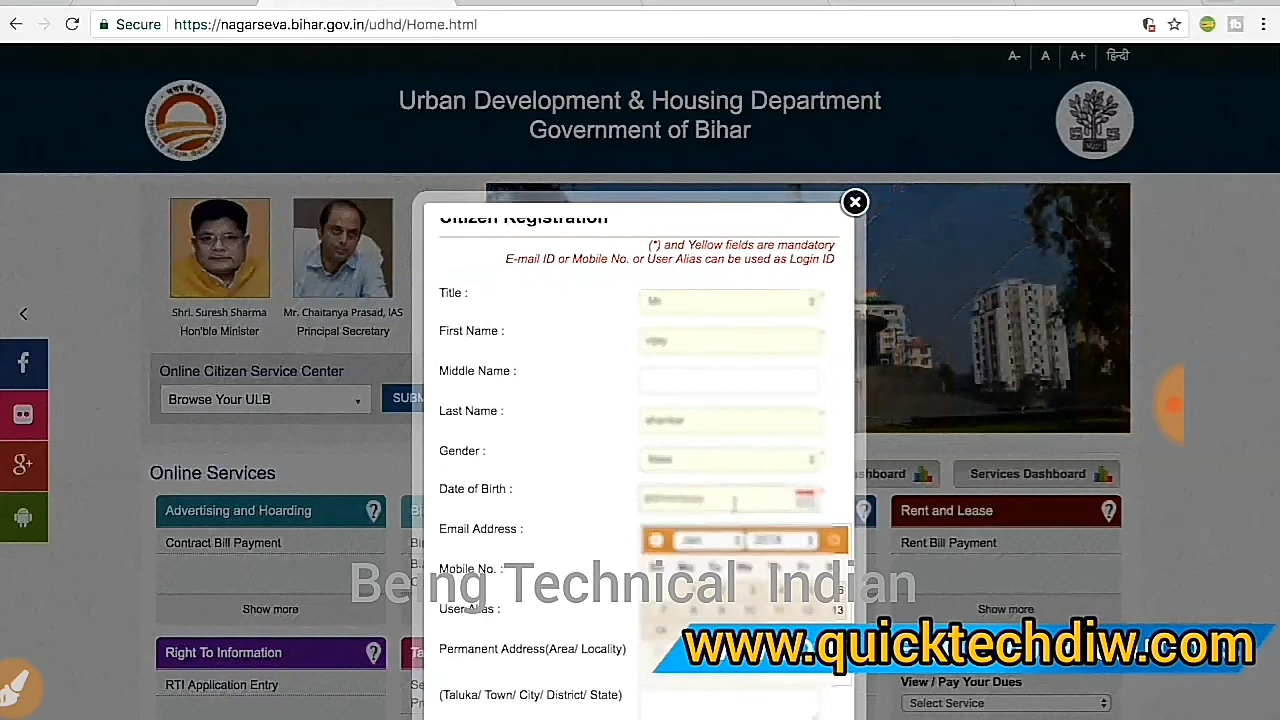 Secure https://nagarseva.bihar.gov.in/udhd/Home.html
A- A A+ हिन्दी
Urban Development & Housing Department
Government of Bihar
Citizen Registration
(*) and Yellow fields are mandatory
E-mail ID or Mobile No. or User Alias can be used as Login ID
Title :
First Name :
Middle Name :
Last Name :
Gender :
Date of Birth :
Email Address :
Mobile No. :
User Alias :
Permanent Address(Area/ Locality)
(Taluka/ Town/ City/ District/ State)
Shri. Suresh Sharma
Hon'ble Minister
Mr. Chaitanya Prasad, IAS
Principal Secretary
Online Citizen Service Center
Browse Your ULB
Online Services
Services Dashboard
Advertising and Hoarding
Contract Bill Payment
Show more
Rent and Lease
Rent Bill Payment
Show more
Right To Information
RTI Application Entry
View / Pay Your Dues
Select Service
Being Technical Indian
www.quicktechdiw.com